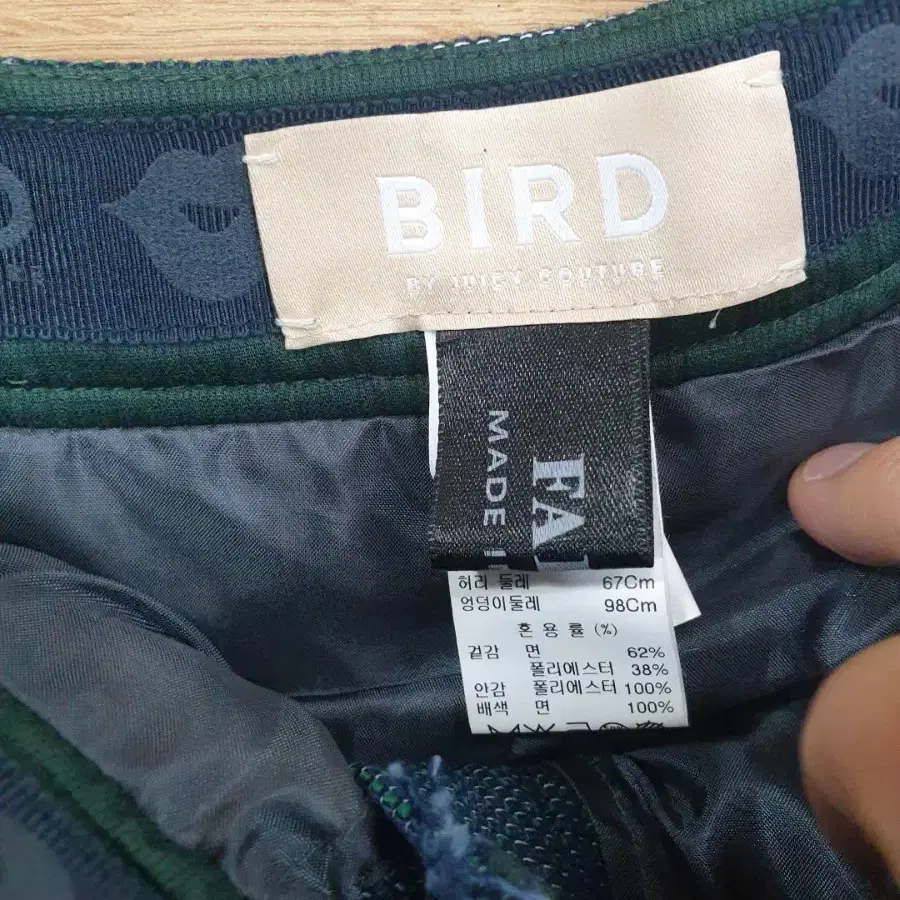 BIRD
BY JUICY COUTURE
FA
MADE I
허리 둘레 67Cm
엉덩이둘레 98Cm
혼 용 률 (%)
겉감 면 62%
폴리에스터 38%
안감 폴리에스터 100%
배색 면 100%